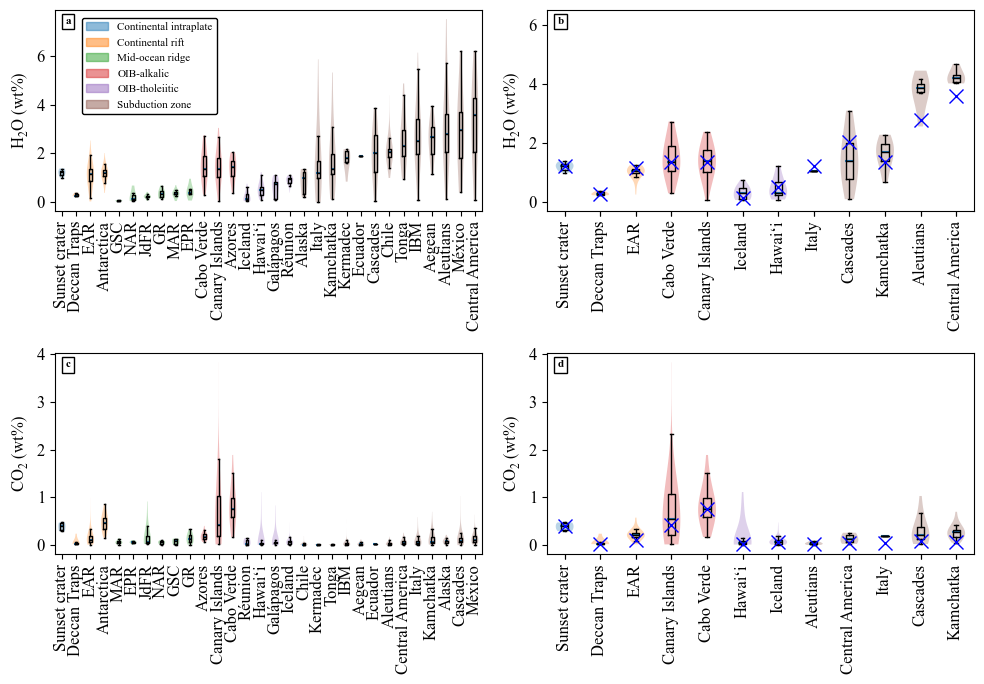 a
Continental intraplate
Continental rift
Mid-ocean ridge
OIB-alkalic
OIB-tholeiitic
Subduction zone
H2O (wt%)
6
4
2
0
Sunset crater
Deccan Traps
EAR
Antarctica
GSC
NAR
JdFR
GR
MAR
EPR
Cabo Verde
Canary Islands
Azores
Iceland
Hawaiʻi
Galápagos
Réunion
Alaska
Italy
Kamchatka
Kermadec
Ecuador
Cascades
Chile
Tonga
IBM
Aegean
Aleutians
México
Central America
b
H2O (wt%)
6
4
2
0
Sunset crater
Deccan Traps
EAR
Cabo Verde
Canary Islands
Iceland
Hawaiʻi
Italy
Cascades
Kamchatka
Aleutians
Central America
c
CO2 (wt%)
4
3
2
1
0
Sunset crater
Deccan Traps
EAR
Antarctica
MAR
EPR
JdFR
NAR
GSC
GR
Azores
Canary Islands
Cabo Verde
Réunion
Hawaiʻi
Galápagos
Iceland
Chile
Kermadec
Tonga
IBM
Aegean
Ecuador
Aleutians
Central America
Italy
Kamchatka
Alaska
Cascades
México
d
CO2 (wt%)
4
3
2
1
0
Sunset crater
Deccan Traps
EAR
Canary Islands
Cabo Verde
Hawaiʻi
Iceland
Aleutians
Central America
Italy
Cascades
Kamchatka